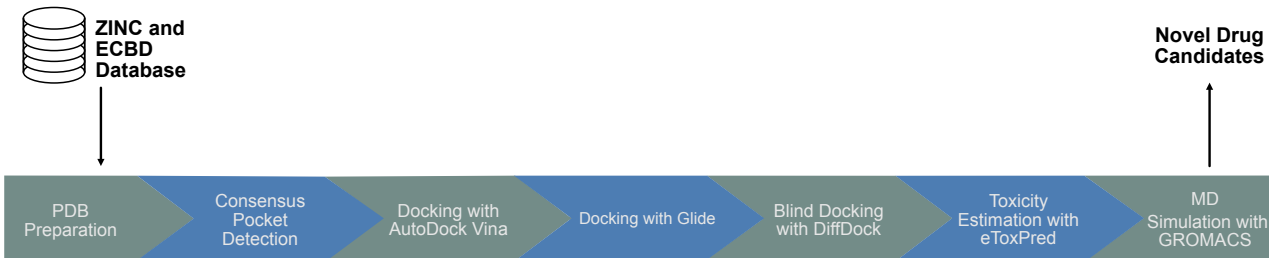 ZINC and
ECBD
Database
Novel Drug
Candidates
PDB
Preparation
Consensus
Pocket
Detection
Docking with
AutoDock Vina
Docking with Glide
Blind Docking
with DiffDock
Toxicity
Estimation with
eToxPred
MD
Simulation with
GROMACS